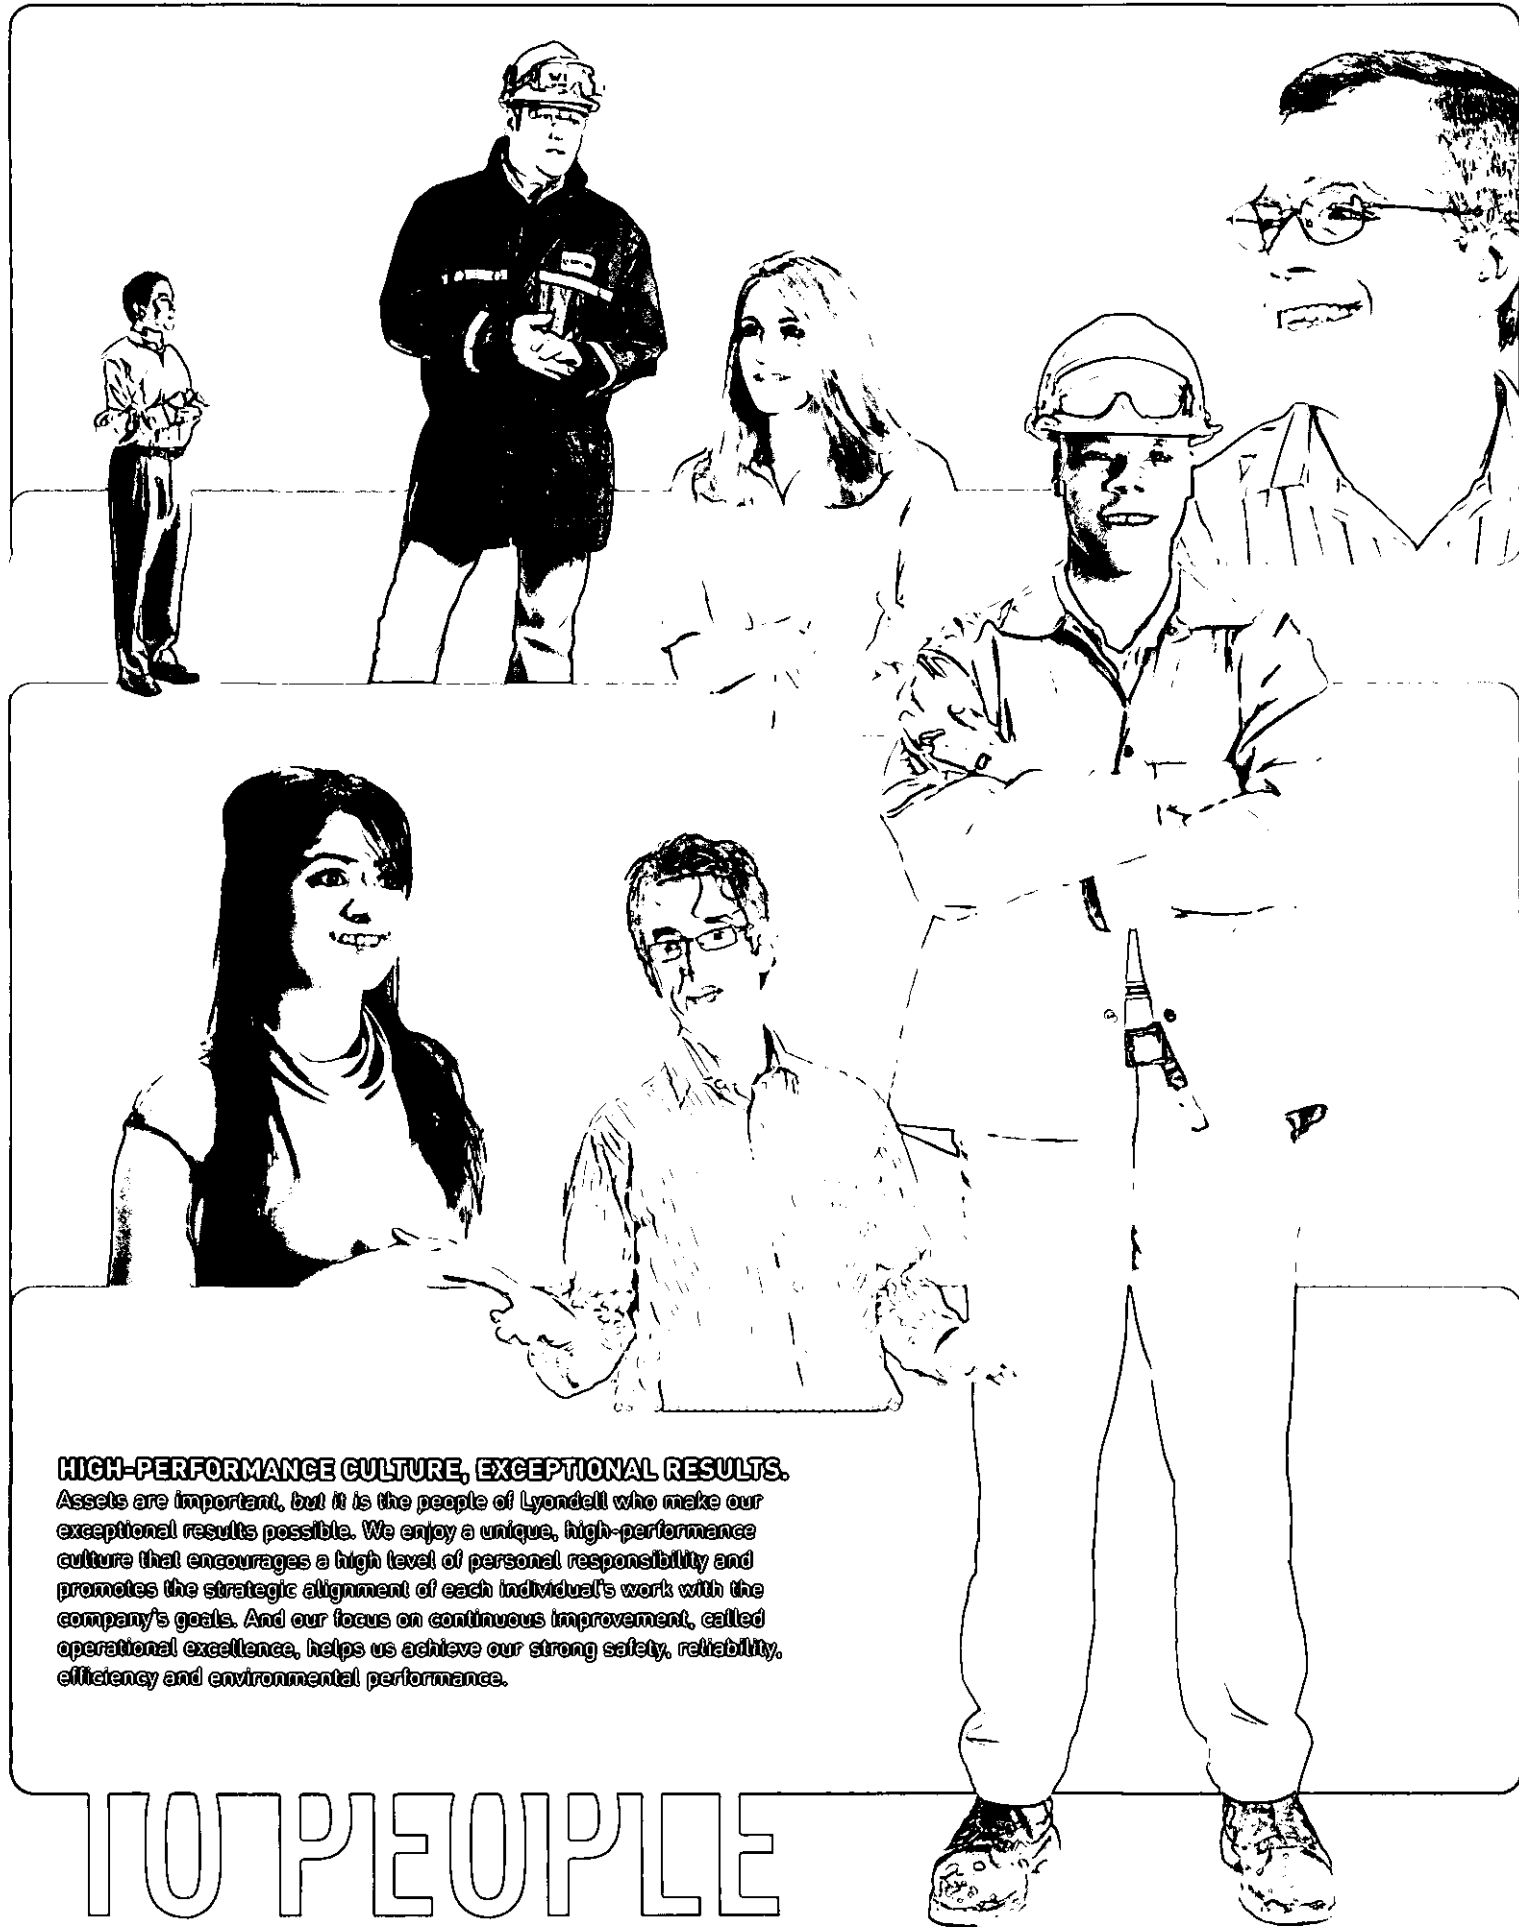 HIGH-PERFORMANCE CULTURE, EXCEPTIONAL RESULTS.
Assets are important, but it is the people of Lyondell who make our
exceptional results possible. We enjoy a unique, high-performance
culture that encourages a high level of personal responsibility and
promotes the strategic alignment of each individual's work with the
company's goals. And our focus on continuous improvement, called
operational excellence, helps us achieve our strong safety, reliability,
efficiency and environmental performance.
TO PEOPLE